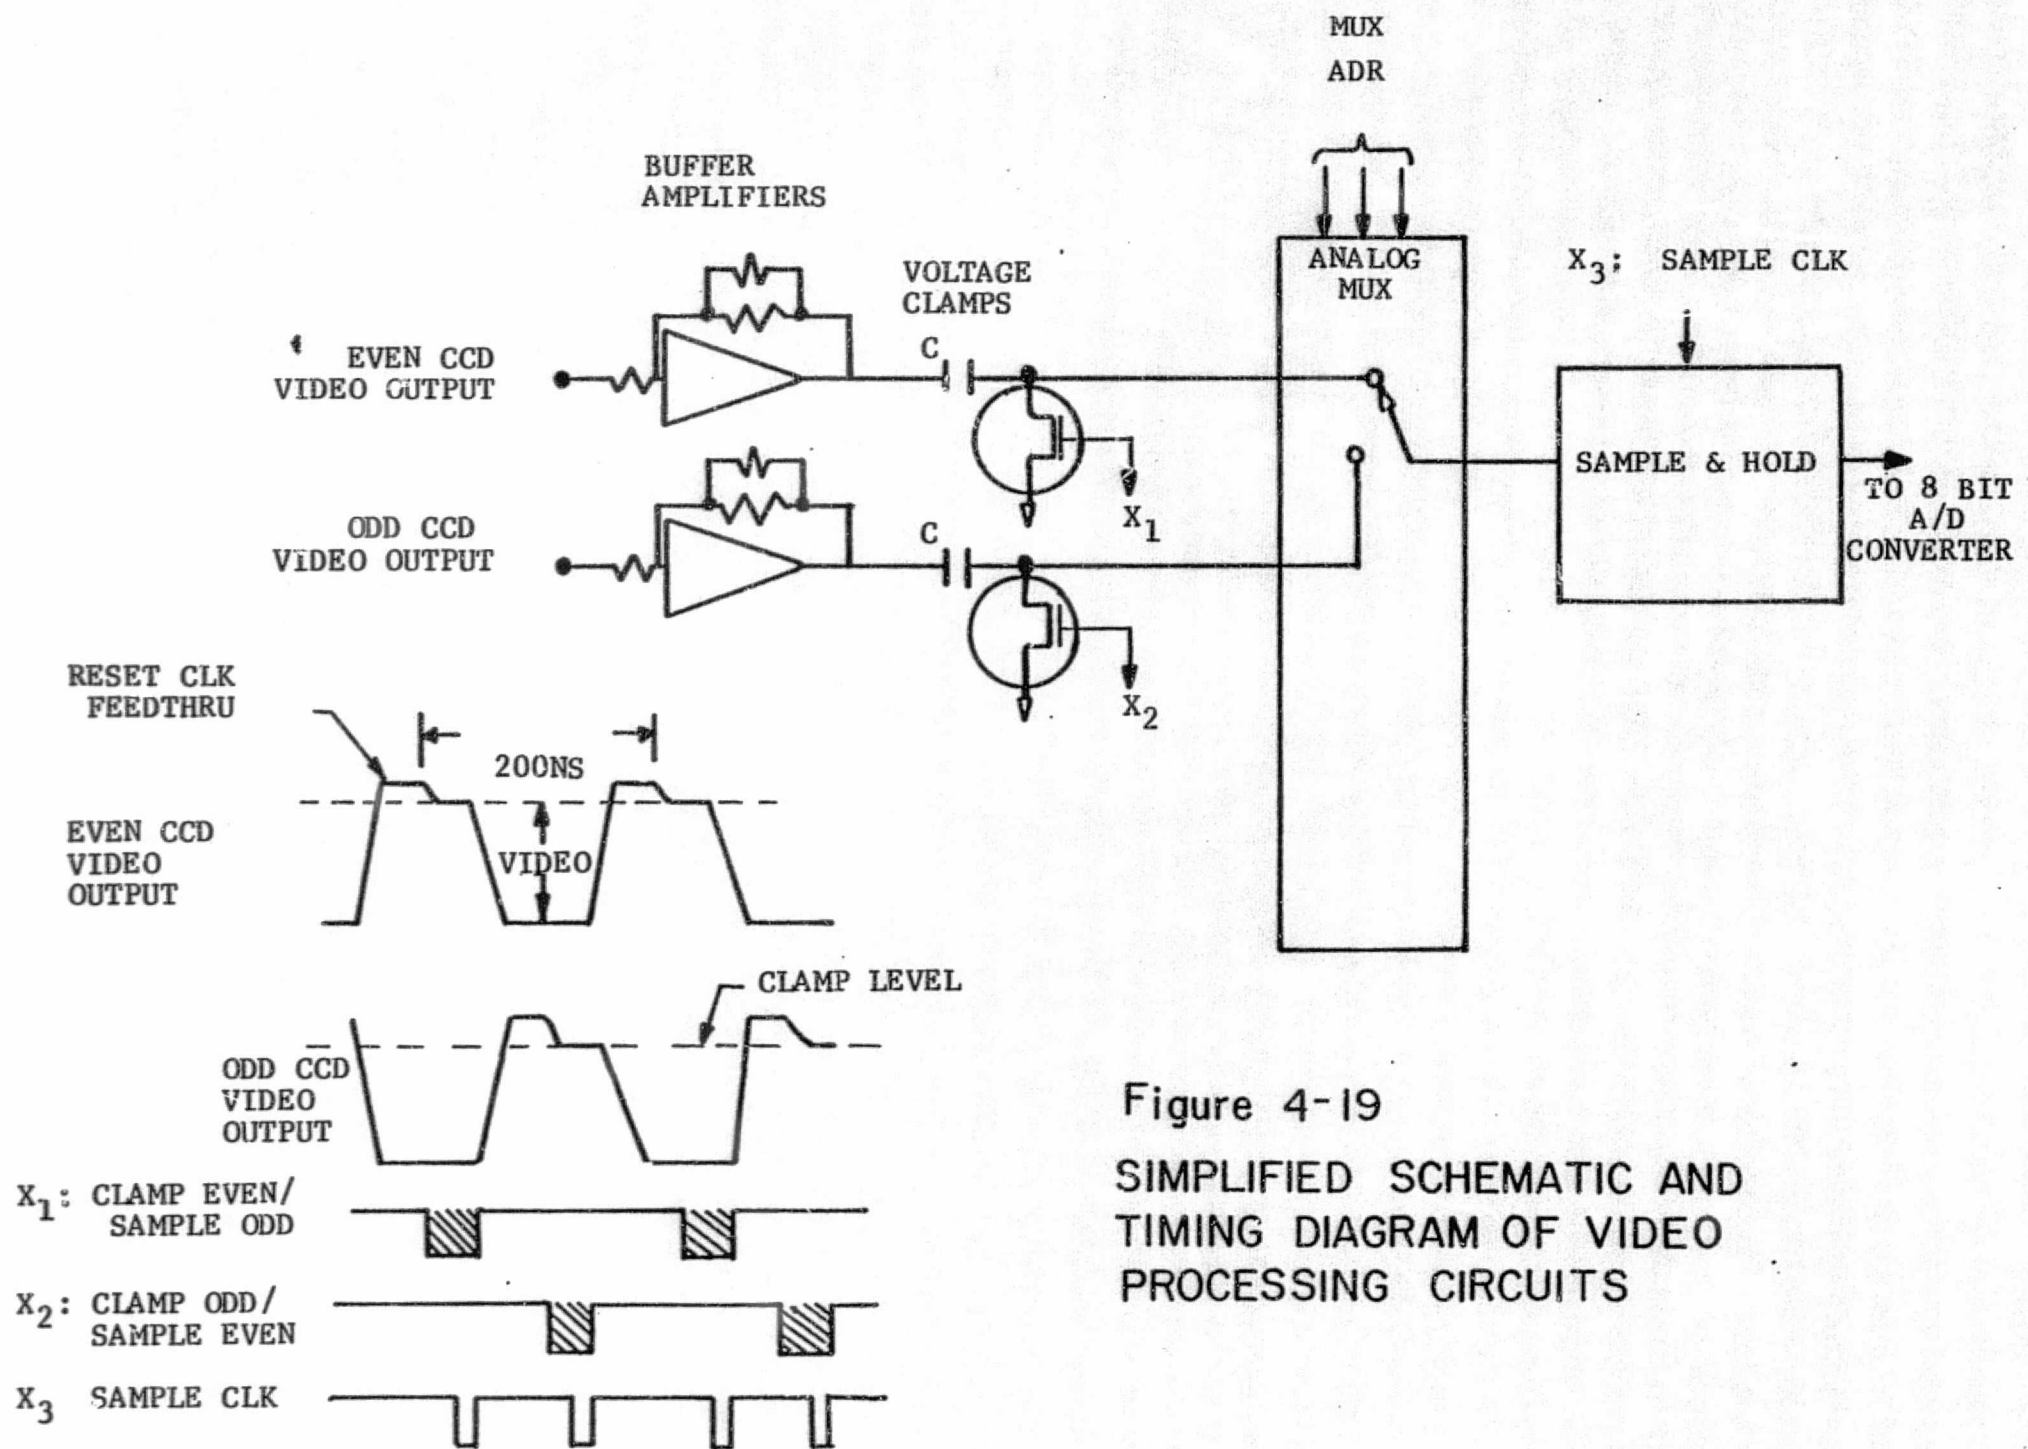 MUX
ADR
BUFFER
AMPLIFIERS
VOLTAGE
CLAMPS
ANALOG
MUX
X3: SAMPLE CLK
EVEN CCD
VIDEO OUTPUT
C
SAMPLE & HOLD
TO 8 BIT
A/D
CONVERTER
X1
ODD CCD
VIDEO OUTPUT
C
X2
RESET CLK
FEEDTHRU
200NS
EVEN CCD
VIDEO
OUTPUT
VIDEO
CLAMP LEVEL
ODD CCD
VIDEO
OUTPUT
X1: CLAMP EVEN/
SAMPLE ODD
X2: CLAMP ODD/
SAMPLE EVEN
X3 SAMPLE CLK
Figure 4-19
SIMPLIFIED SCHEMATIC AND
TIMING DIAGRAM OF VIDEO
PROCESSING CIRCUITS